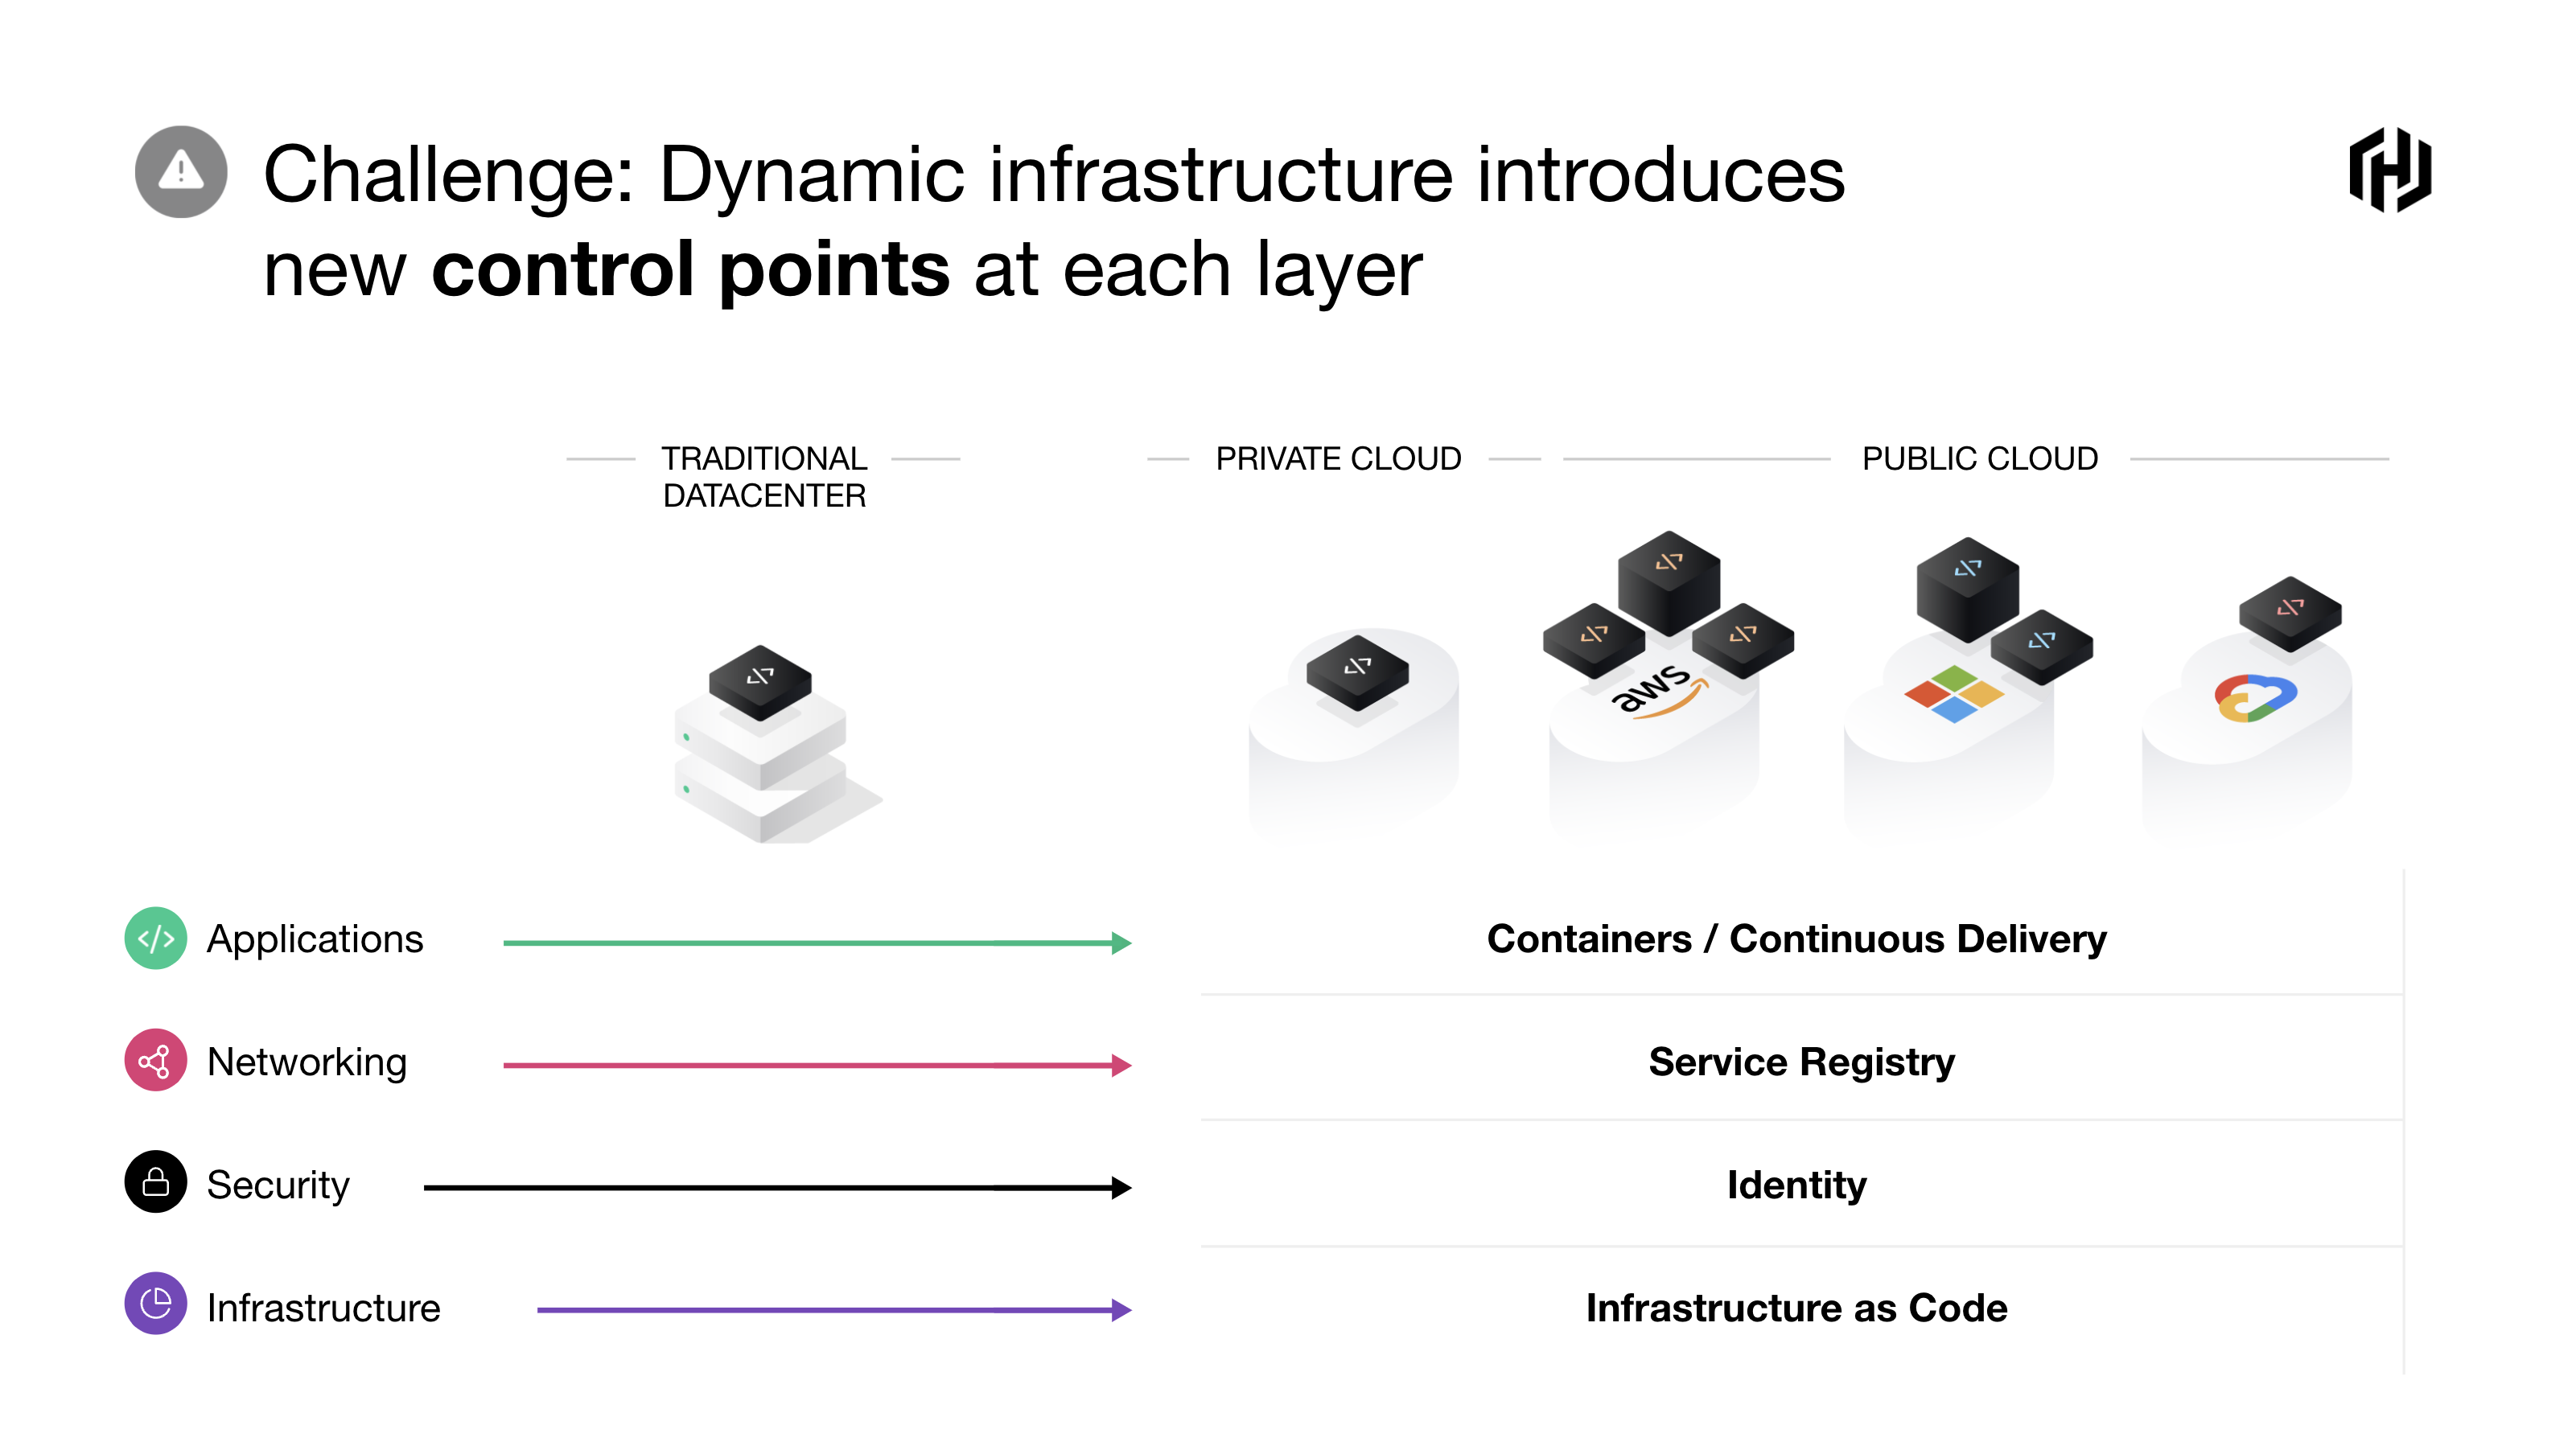 Challenge: Dynamic infrastructure introduces
new control points at each layer
TRADITIONAL
DATACENTER
PRIVATE CLOUD
PUBLIC CLOUD
</>
</>
</>
</>
</>
</>
</>
</>
aws
</> Applications
Containers / Continuous Delivery
Networking
Service Registry
Security
Identity
Infrastructure
Infrastructure as Code